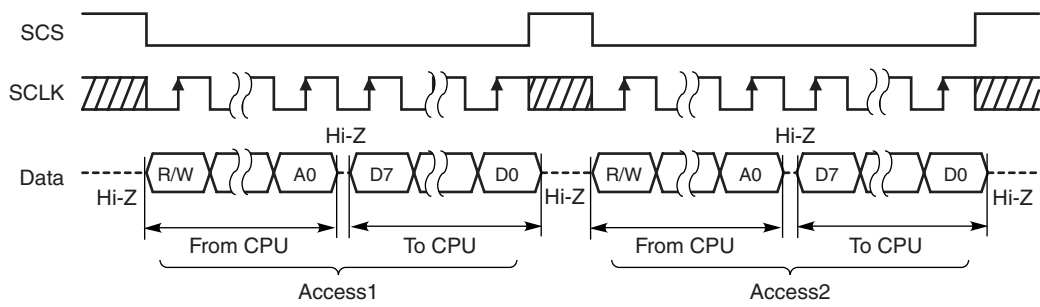 SCS
SCLK
Hi-Z Hi-Z
Data R/W A0 D7 D0 R/W A0 D7 D0
Hi-Z Hi-Z Hi-Z
From CPU To CPU From CPU To CPU
Access1 Access2